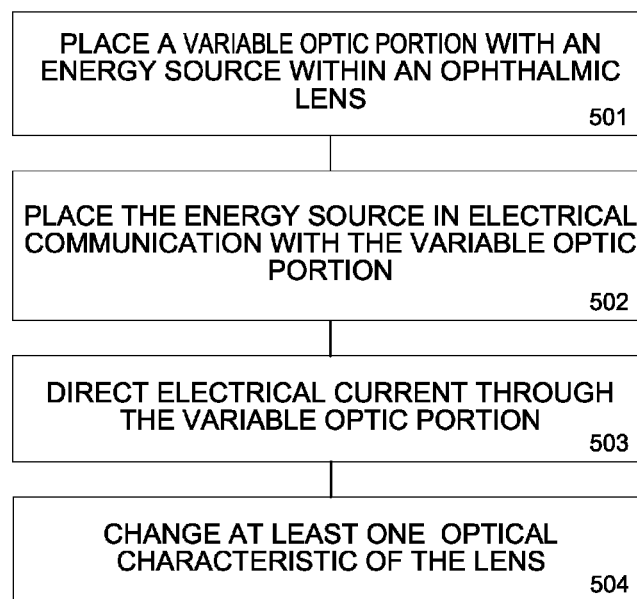 PLACE A VARIABLE OPTIC PORTION WITH AN
ENERGY SOURCE WITHIN AN OPHTHALMIC
LENS
501
PLACE THE ENERGY SOURCE IN ELECTRICAL
COMMUNICATION WITH THE VARIABLE OPTIC
PORTION
502
DIRECT ELECTRICAL CURRENT THROUGH
THE VARIABLE OPTIC PORTION
503
CHANGE AT LEAST ONE OPTICAL
CHARACTERISTIC OF THE LENS
504